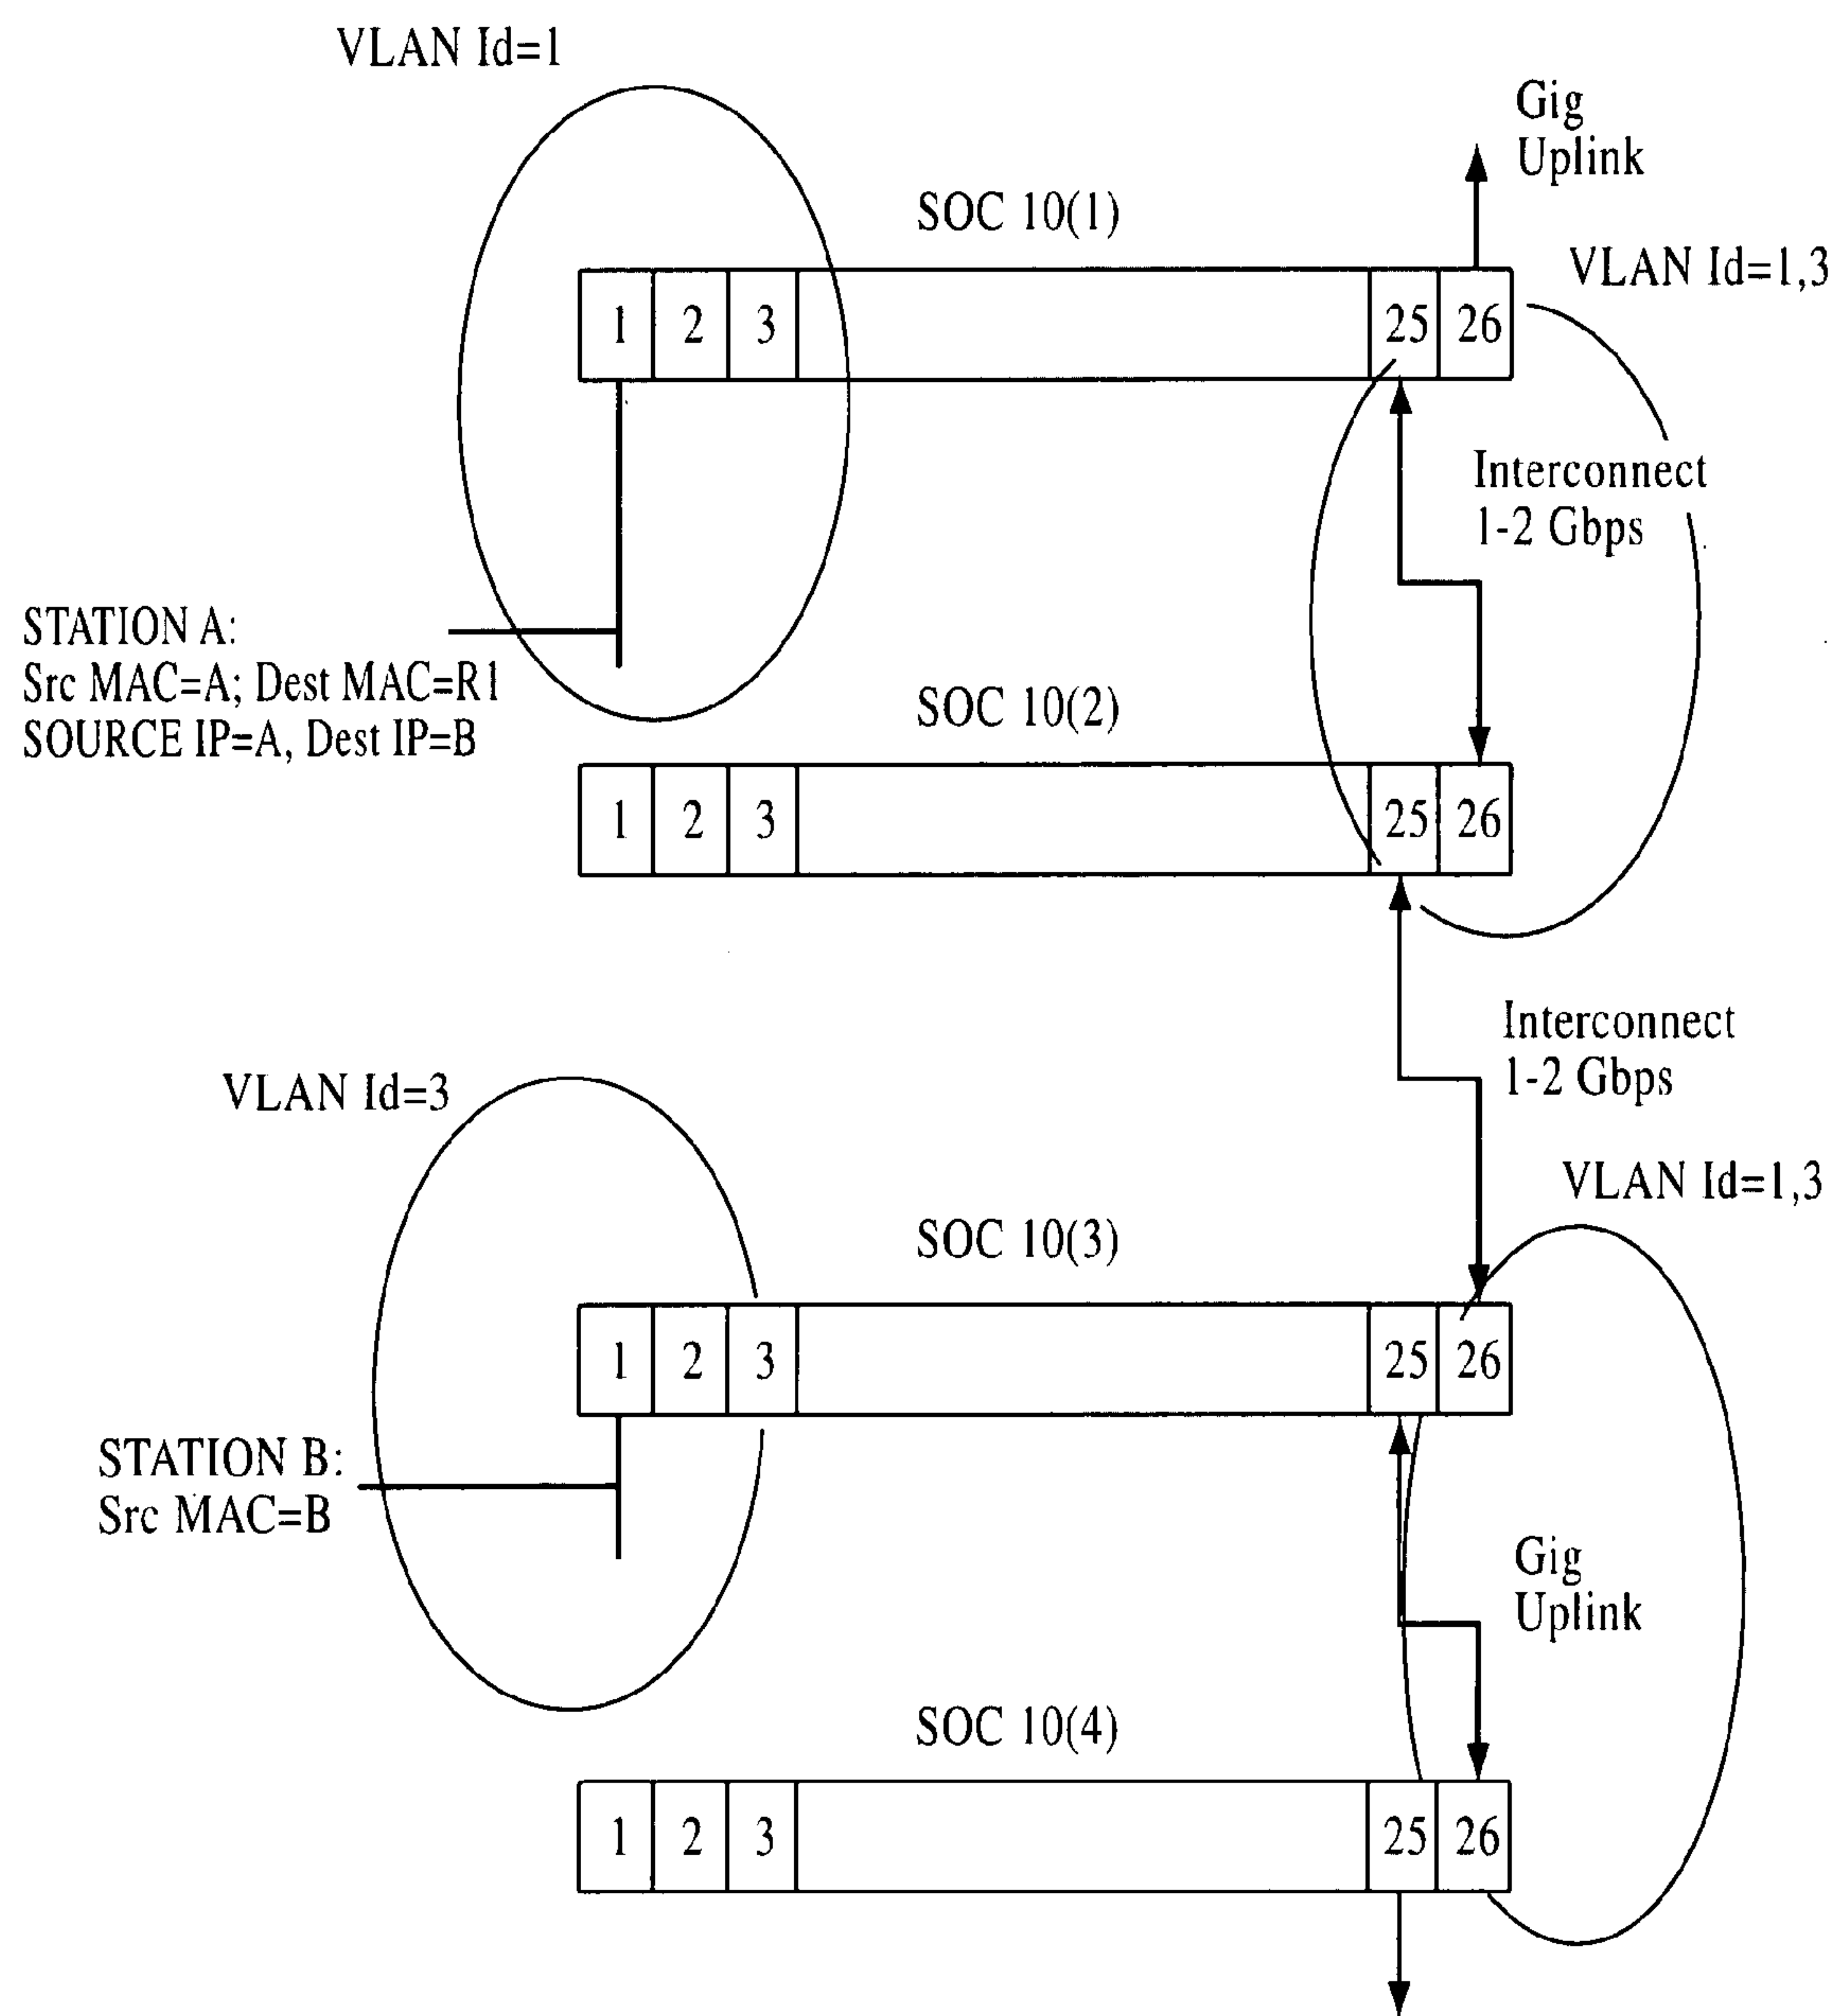 VLAN Id=1
Gig
Uplink
SOC 10(1)
VLAN Id=1,3
1 2 3 25 26
Interconnect
1-2 Gbps
STATION A:
Src MAC=A; Dest MAC=R1
SOURCE IP=A, Dest IP=B
SOC 10(2)
1 2 3 25 26
Interconnect
1-2 Gbps
VLAN Id=3
VLAN Id=1,3
SOC 10(3)
1 2 3 25 26
STATION B:
Src MAC=B
Gig
Uplink
SOC 10(4)
1 2 3 25 26